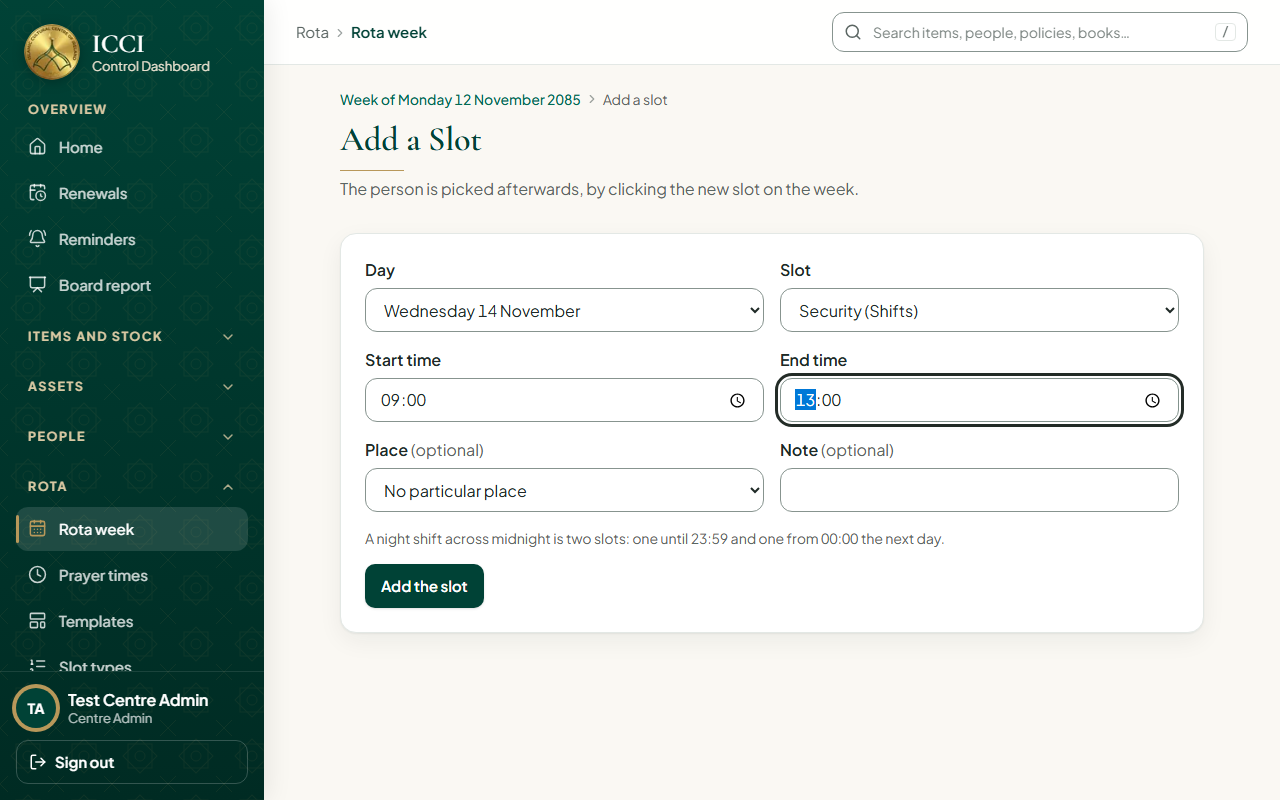 ICCI
Control Dashboard
OVERVIEW
Home
Renewals
Reminders
Board report
ITEMS AND STOCK
ASSETS
PEOPLE
ROTA
Rota week
Prayer times
Templates
Slot types
TA
Test Centre Admin
Centre Admin
Sign out
Rota
Rota week
Search items, people, policies, books…
/
Week of Monday 12 November 2085
Add a slot
Add a Slot
The person is picked afterwards, by clicking the new slot on the week.
Day
Slot
Wednesday 14 November
Security (Shifts)
Start time
End time
09:00
13:00
Place (optional)
Note (optional)
No particular place
A night shift across midnight is two slots: one until 23:59 and one from 00:00 the next day.
Add the slot